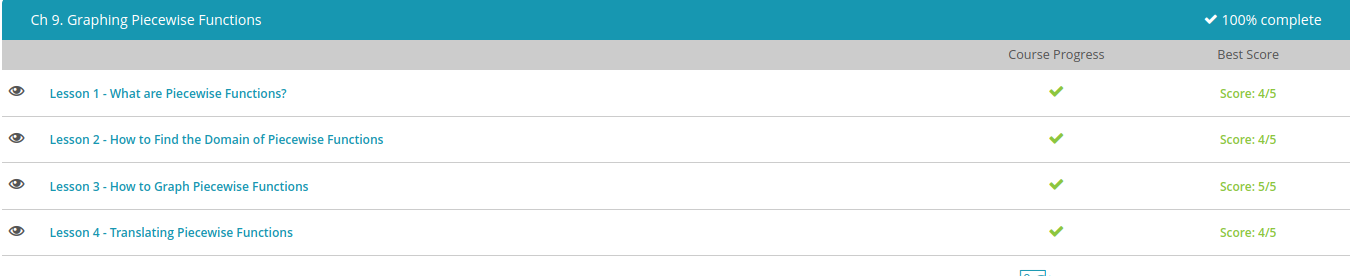 Ch 9. Graphing Piecewise Functions 100% complete
Course Progress Best Score
Lesson 1 - What are Piecewise Functions? Score: 4/5
Lesson 2 - How to Find the Domain of Piecewise Functions Score: 4/5
Lesson 3 - How to Graph Piecewise Functions Score: 5/5
Lesson 4 - Translating Piecewise Functions Score: 4/5